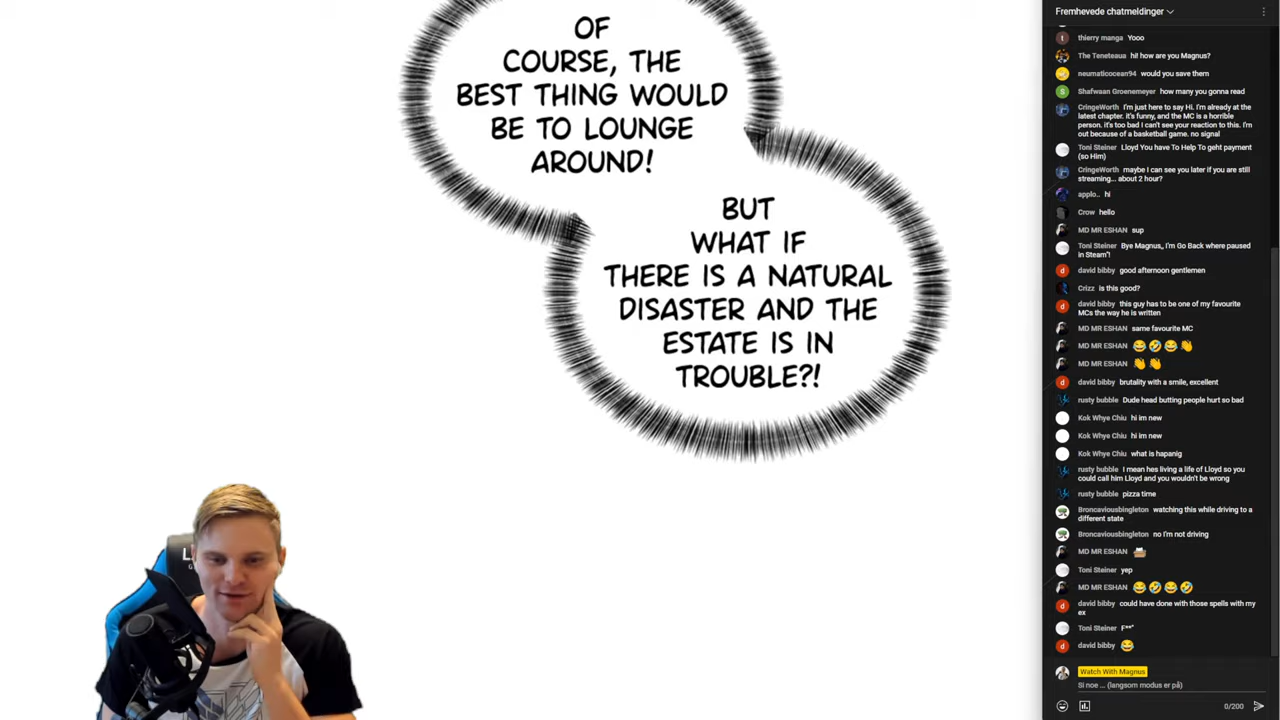 OF
COURSE, THE
BEST THING WOULD
BE TO LOUNGE
AROUND!
BUT
WHAT IF
THERE IS A NATURAL
DISASTER AND THE
ESTATE IS IN
TROUBLE?!
Fremhevede chatmeldinger
thierry manga Yooo
The Teneteaua hi! how are you Magnus?
neumaticocean94 would you save them
Shafwaan Groenemeyer how many you gonna read
CringeWorth I'm just here to say Hi. I'm already at the
latest chapter. it's funny, and the MC is a horrible
person. it's too bad I can't see your reaction to this. I'm
out because of a basketball game. no signal
Toni Steiner Lloyd You have To Help To geht payment
(so Him)
CringeWorth maybe I can see you later if you are still
streaming... about 2 hour?
applo.. hi
Crow hello
MD MR ESHAN sup
Toni Steiner Bye Magnus,, I'm Go Back where paused
in Steam"!
david bibby good afternoon gentlemen
Crizz is this good?
david bibby this guy has to be one of my favourite
MCs the way he is written
MD MR ESHAN same favourite MC
MD MR ESHAN 😂🤣😂👏
MD MR ESHAN 👏👏
david bibby brutality with a smile, excellent
rusty bubble Dude head butting people hurt so bad
Kok Whye Chiu hi im new
Kok Whye Chiu hi im new
Kok Whye Chiu what is hapanig
rusty bubble I mean hes living a life of Lloyd so you
could call him Lloyd and you wouldn't be wrong
rusty bubble pizza time
Broncaviousbingleton watching this while driving to a
different state
Broncaviousbingleton no I'm not driving
MD MR ESHAN
Toni Steiner yep
MD MR ESHAN 😂🤣😂🤣
david bibby could have done with those spells with my
ex
Toni Steiner F**"
david bibby 😂
Watch With Magnus
Si noe ... (langsom modus er på)
0/200